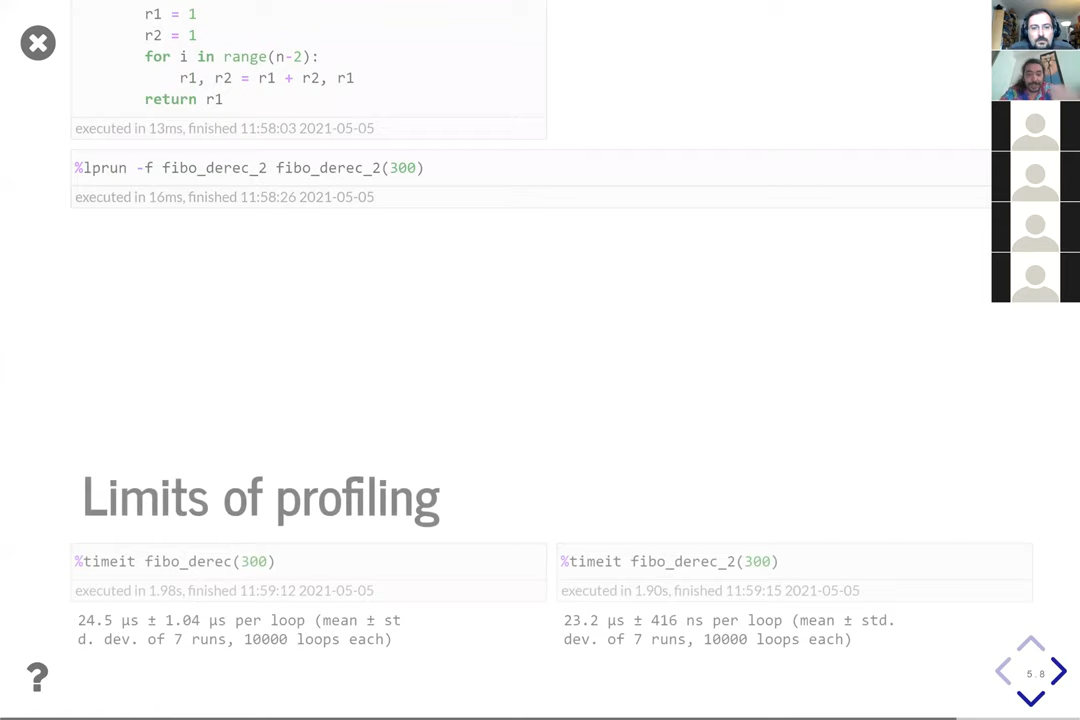 r1 = 1
r2 = 1
for i in range(n-2):
r1, r2 = r1 + r2, r1
return r1
executed in 13ms, finished 11:58:03 2021-05-05
%lprun -f fibo_derec_2 fibo_derec_2(300)
executed in 16ms, finished 11:58:26 2021-05-05
Limits of profiling
%timeit fibo_derec(300)
executed in 1.98s, finished 11:59:12 2021-05-05
24.5 µs ± 1.04 µs per loop (mean ± st
d. dev. of 7 runs, 10000 loops each)
%timeit fibo_derec_2(300)
executed in 1.90s, finished 11:59:15 2021-05-05
23.2 µs ± 416 ns per loop (mean ± std.
dev. of 7 runs, 10000 loops each)
?
5.8